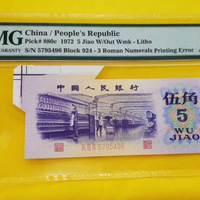 MG
China / People's Republic
Pick # 880c 1972 5 Jiao W/Out Wmk - Litho
S/N 5795496 Block 924 - 3 Roman Numerals Printing Error
中国人民银行
伍角
5
WU
JIAO
5795496